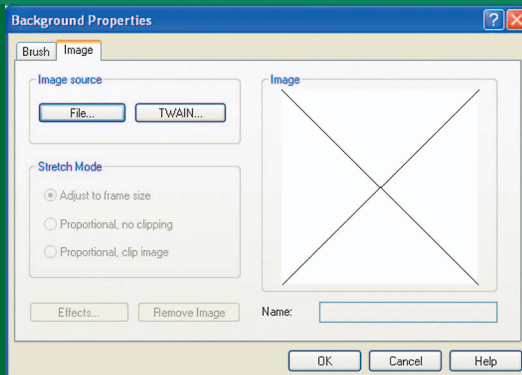 Background Properties
Brush
Image
Image source
File...
TWAIN...
Stretch Mode
Adjust to frame size
Proportional, no clipping
Proportional, clip image
Effects...
Remove Image
Image
Name:
OK
Cancel
Help